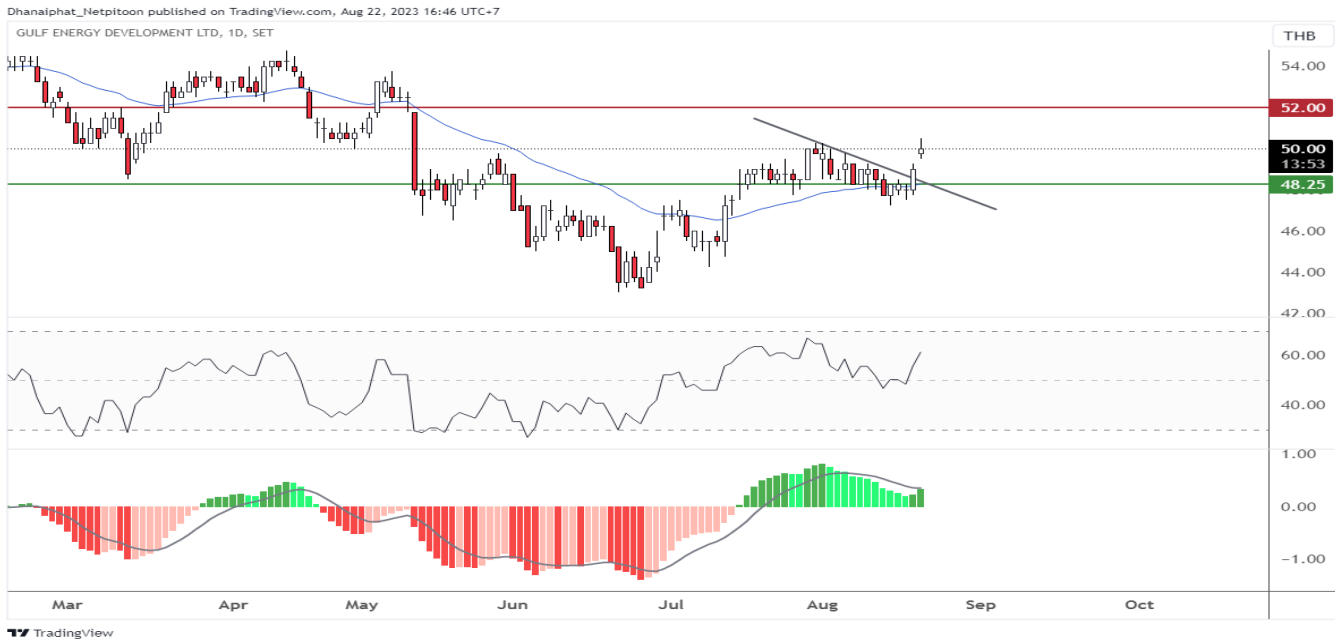 Dhanaiphat_Netpitoon published on TradingView.com, Aug 22, 2023 16:46 UTC+7
GULF ENERGY DEVELOPMENT LTD, 1D, SET
THB
54.00
52.00
50.00
13:53
48.25
46.00
44.00
42.00
60.00
40.00
1.00
0.00
−1.00
Mar Apr May Jun Jul Aug Sep Oct
TradingView